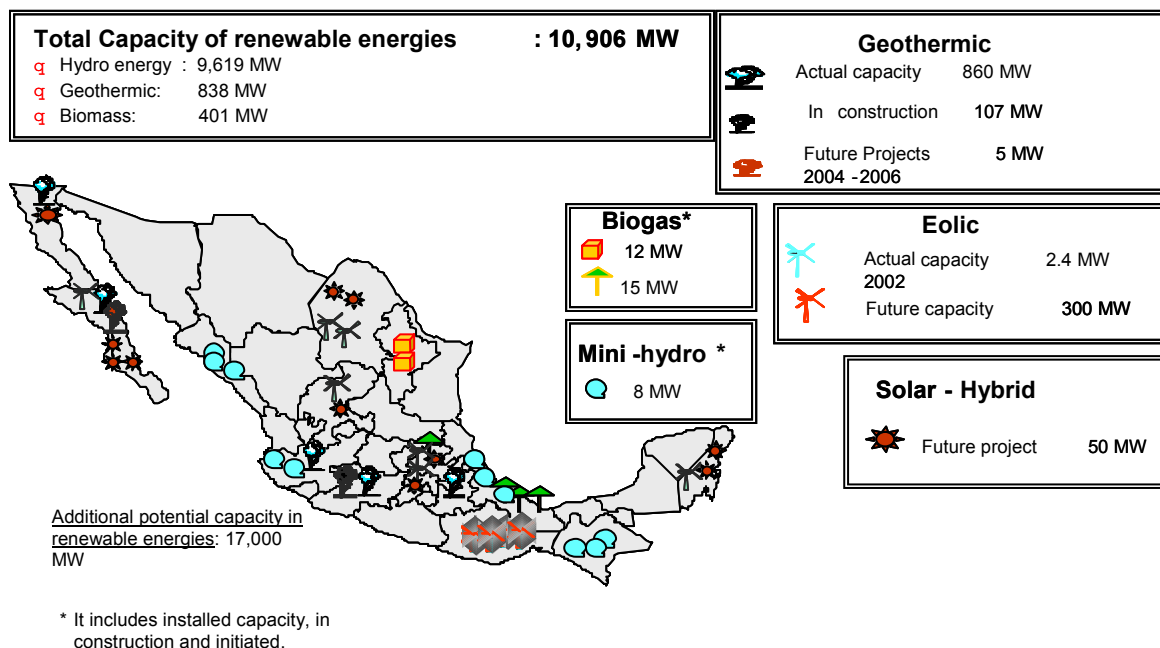 Total Capacity of renewable energies : 10,906 MW
q Hydro energy : 9,619 MW
q Geothermic: 838 MW
q Biomass: 401 MW
Geothermic
Actual capacity 860 MW
In construction 107 MW
Future Projects 5 MW
2004 -2006
Biogas*
12 MW
15 MW
Eolic
Actual capacity 2.4 MW
2002
Future capacity 300 MW
Mini -hydro *
8 MW
Solar - Hybrid
Future project 50 MW
Additional potential capacity in
renewable energies: 17,000
MW
* It includes installed capacity, in
construction and initiated.